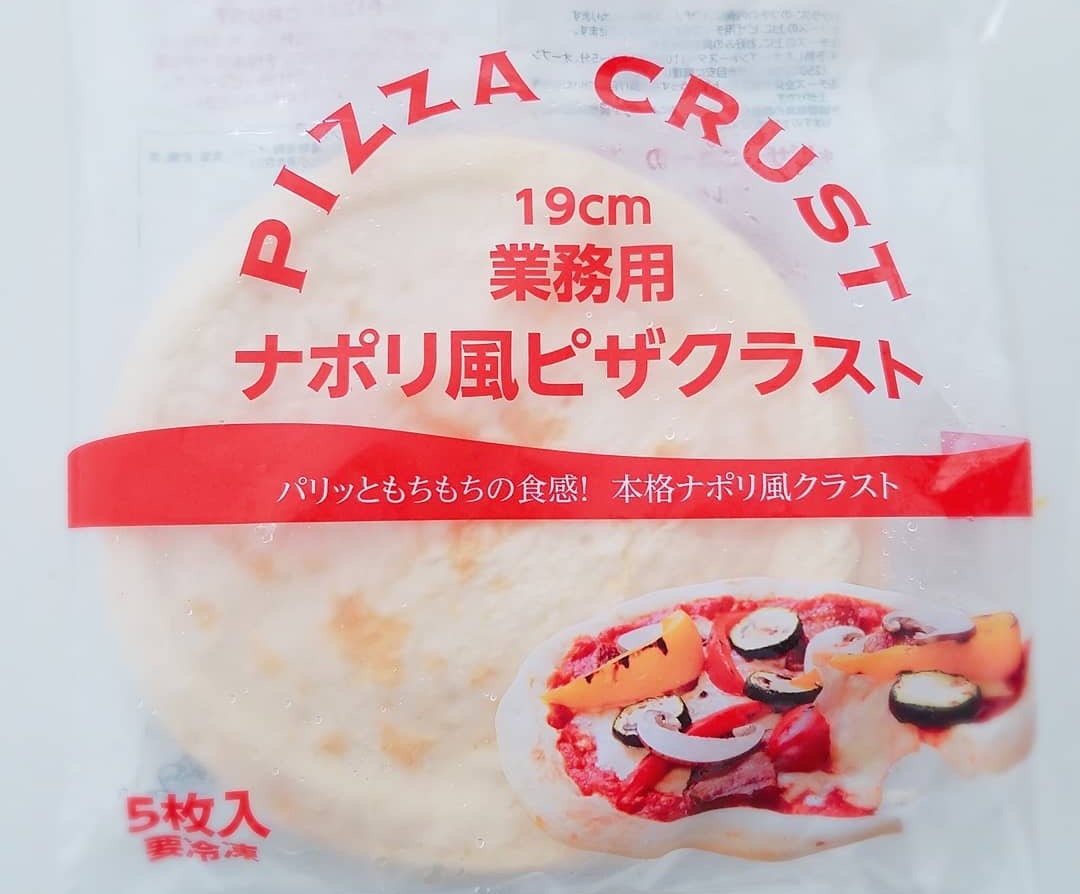 PIZZA CRUST
19cm
業務用
ナポリ風ピザクラスト
パリッともちもちの食感! 本格ナポリ風クラスト
5枚入
要冷凍